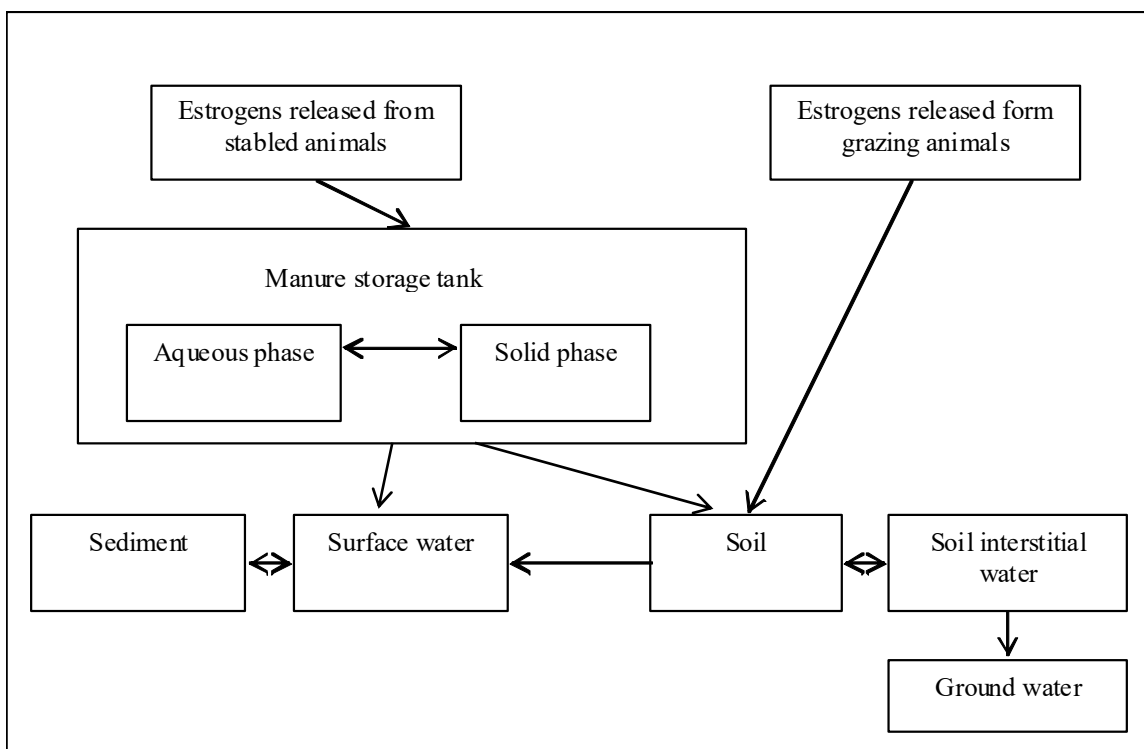 Estrogens released from
stabled animals
Estrogens released form
grazing animals
Manure storage tank
Aqueous phase
Solid phase
Sediment
Surface water
Soil
Soil interstitial
water
Ground water